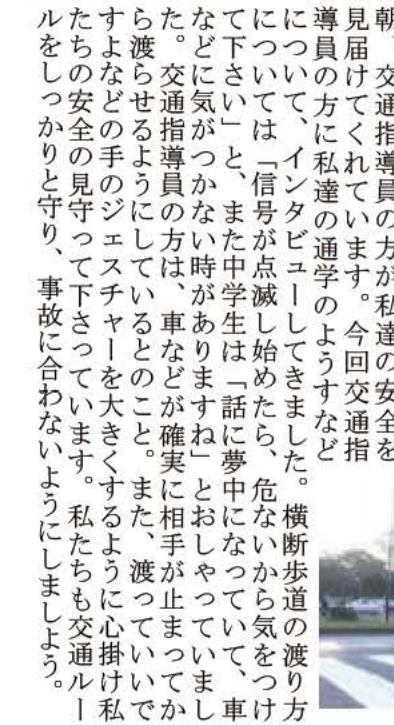 朝、交通指導員の方が私達の安全を
見届けてくれています。今回交通指
導員の方に私達の通学のようすなど
について、インタビューしてきました。横断歩道の渡り方
については「信号が点滅し始めたら、危ないから気をつけ
て下さい」と、また中学生は「話に夢中になっていて、車
などに気がつかない時がありますね」とおしゃっていまし
た。交通指導員の方は、車などが確実に相手が止まってか
ら渡らせるようにしているとのこと。また、渡っていいで
すよなどの手のジェスチャーを大きくするように心掛け私
たちの安全の見守って下さっています。私たちも交通ルー
ルをしっかりと守り、事故に合わないようにしましよう。